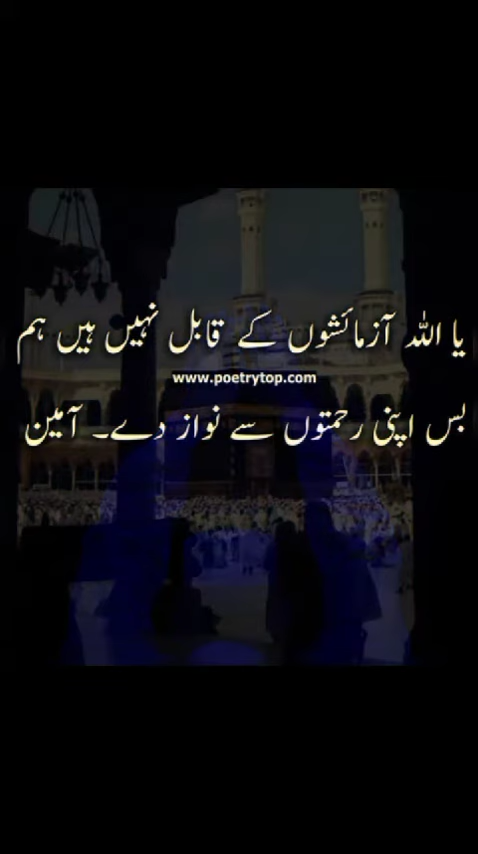 یا اللہ آزمائشوں کے قابل نہیں ہیں ہم
www.poetrytop.com
بس اپنی رحمتوں سے نواز دے۔ آمین